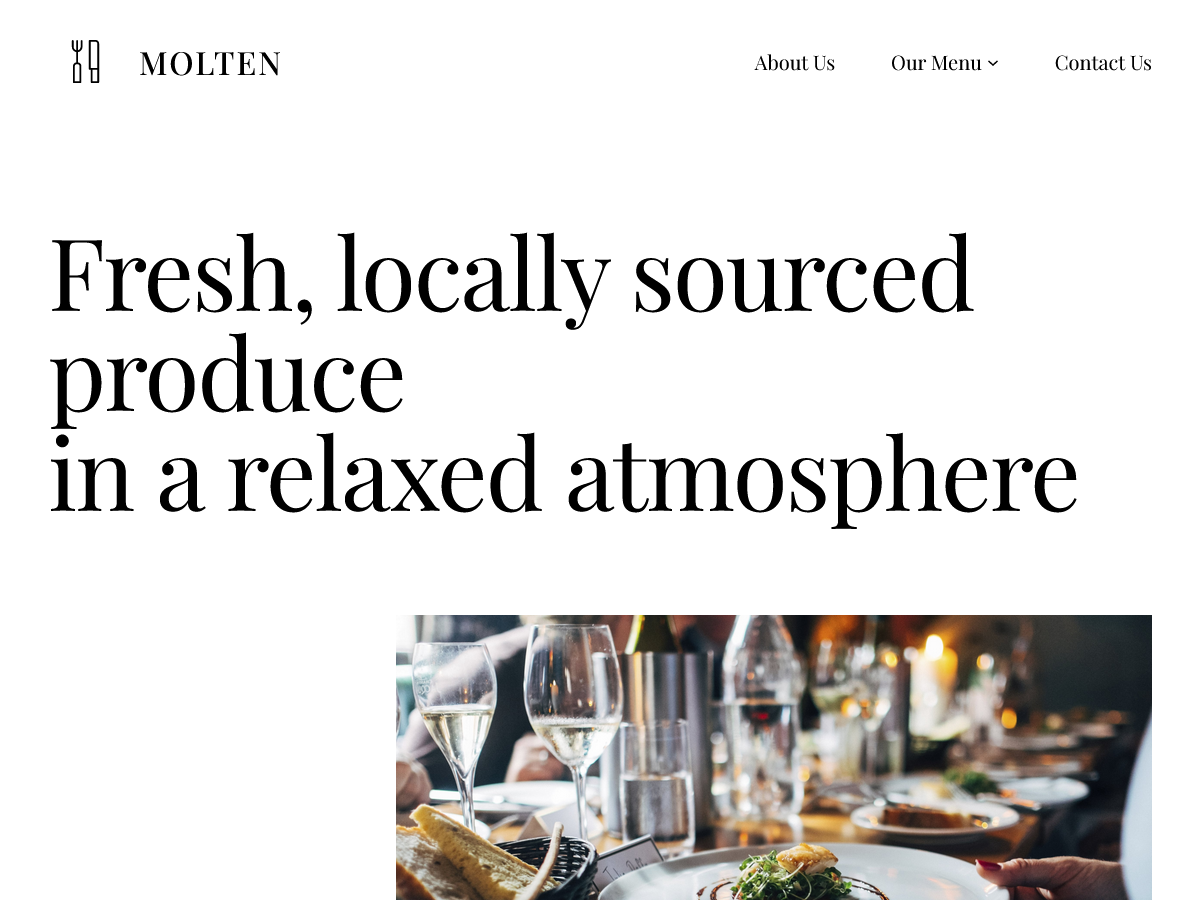 MOLTEN
About Us
Our Menu
Contact Us
Fresh, locally sourced
produce
in a relaxed atmosphere